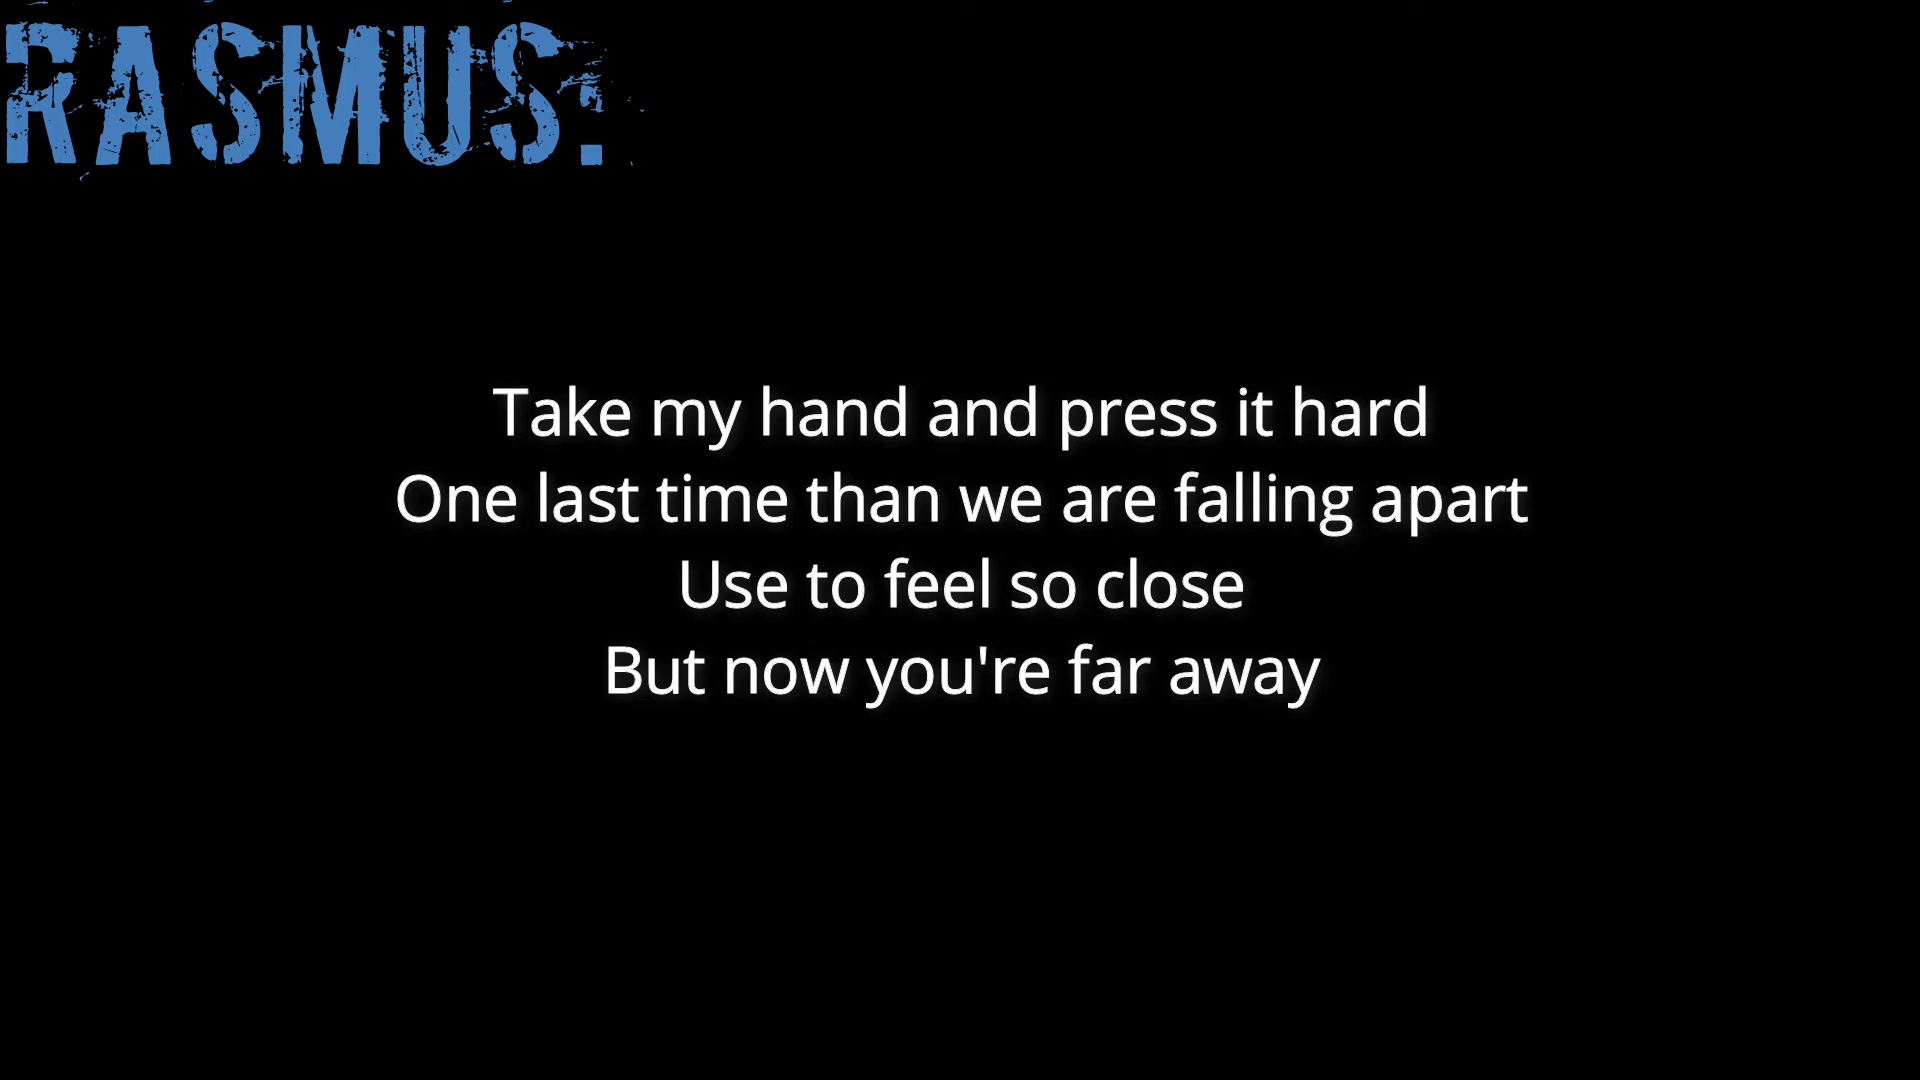 RASMUS:
Take my hand and press it hard
One last time than we are falling apart
Use to feel so close
But now you're far away